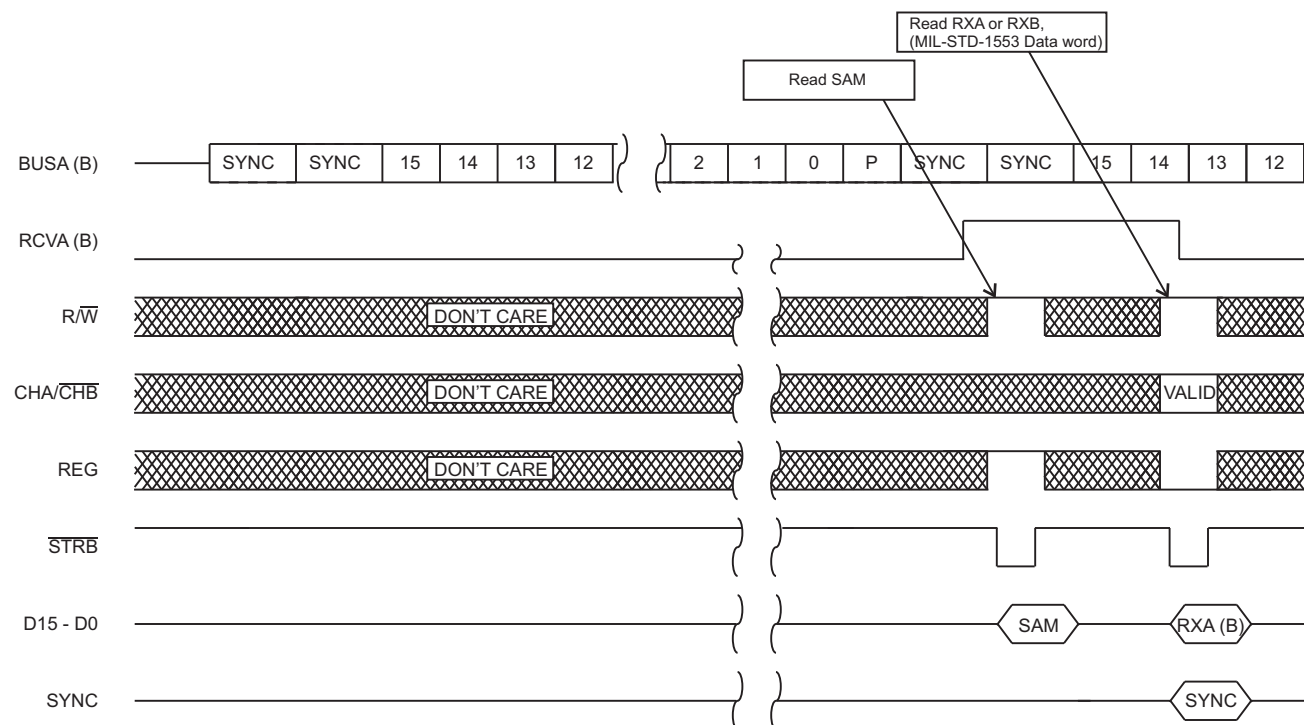 Read RXA or RXB,
(MIL-STD-1553 Data word)
Read SAM
BUSA (B) SYNC SYNC 15 14 13 12 2 1 0 P SYNC SYNC 15 14 13 12
RCVA (B)
R/W̅ DON'T CARE
CHA/C̅H̅B̅ DON'T CARE VALID
REG DON'T CARE
S̅T̅R̅B̅
D15 - D0 SAM RXA (B)
SYNC SYNC